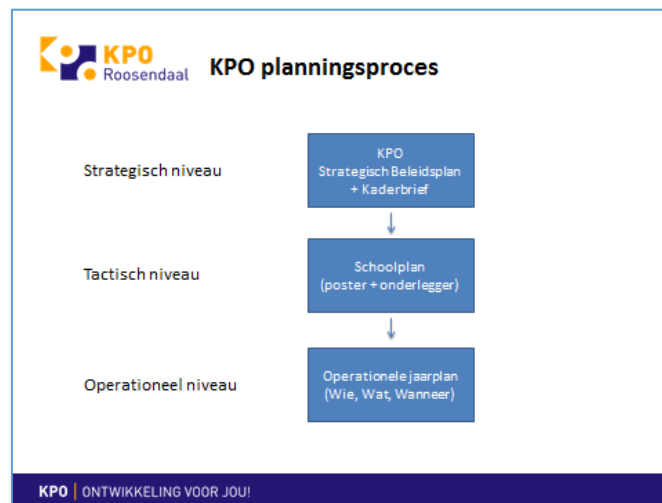 KPO
Roosendaal
KPO planningsproces
Strategisch niveau
KPO
Strategisch Beleidsplan
+ Kaderbrief
Tactisch niveau
Schoolplan
(poster + onderlegger)
Operationeel niveau
Operationele jaarplan
(Wie, Wat, Wanneer)
KPO | ONTWIKKELING VOOR JOU!